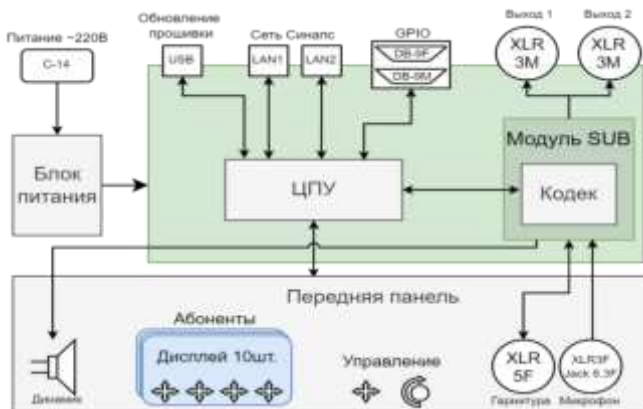 Обновление
прошивки
Питание ~220В
C-14
USB
Сеть Синапс
LAN1
LAN2
GPIO
DB-9F
DB-9M
Выход 1
XLR
3M
Выход 2
XLR
3M
Модуль SUB
Кодек
Блок
питания
ЦПУ
Передняя панель
Абоненты
Дисплей 10шт.
Управление
Динамик
XLR
5F
Гарнитура
XLR3F
Jack 6.3F
Микрофон